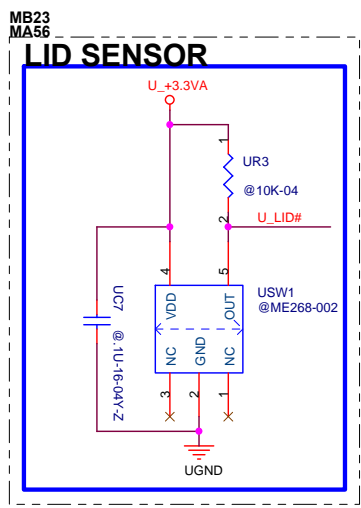 MB23
MA56
LID SENSOR
U_+3.3VA
1
UR3
@10K-04
2
U_LID#
4
5
UC7
@.1U-16-04Y-Z
VDD
OUT
USW1
@ME268-002
NC
GND
NC
3
2
1
UGND